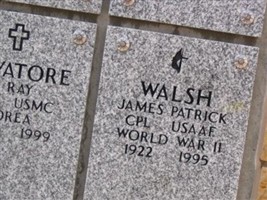 VATORE
RAY
USMC
OREA
1999
WALSH
JAMES PATRICK
CPL USAAF
WORLD WAR II
1922 1995